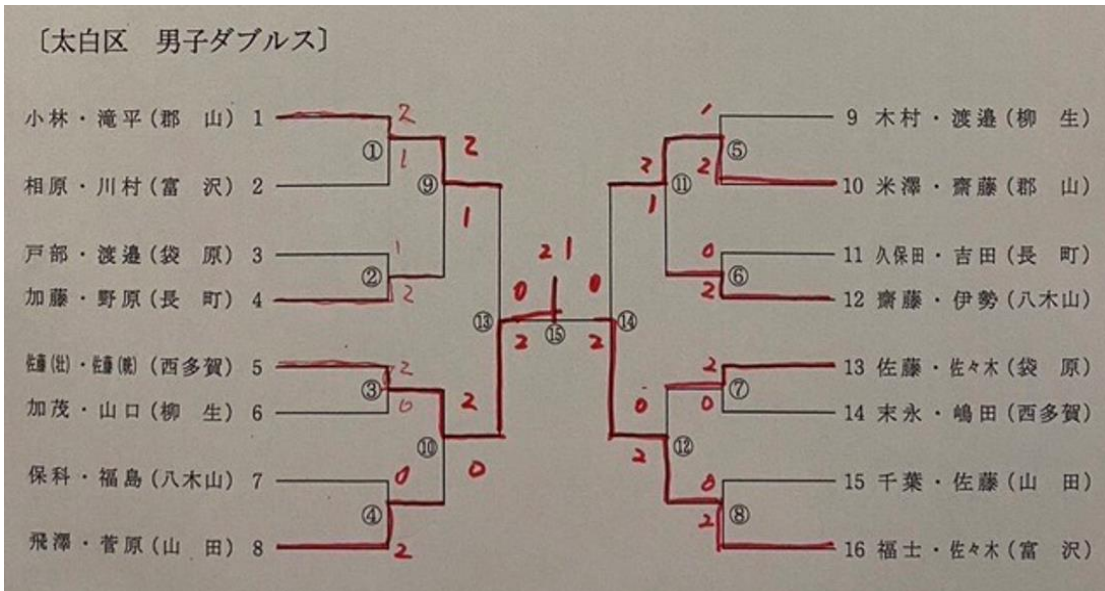 〔太白区　男子ダブルス〕
小林・滝平(郡　山) 1
相原・川村(富　沢) 2
戸部・渡邉(袋　原) 3
加藤・野原(長　町) 4
佐藤(壮)・佐藤(暁) (西多賀) 5
加茂・山口(柳　生) 6
保科・福島(八木山) 7
飛澤・菅原(山　田) 8
① 2 1
② 1 2
③ 2 0
④ 0 2
⑨ 2 1
⑩ 2 0
⑬ 0 2
⑮ 2 1
⑭ 0 2
⑪ 2 1
⑫ 0 2
⑤ 1 2
⑥ 0 2
⑦ 2 0
⑧ 0 2
9 木村・渡邉(柳　生)
10 米澤・齋藤(郡　山)
11 久保田・吉田(長　町)
12 齋藤・伊勢(八木山)
13 佐藤・佐々木(袋　原)
14 末永・嶋田(西多賀)
15 千葉・佐藤(山　田)
16 福士・佐々木(富　沢)